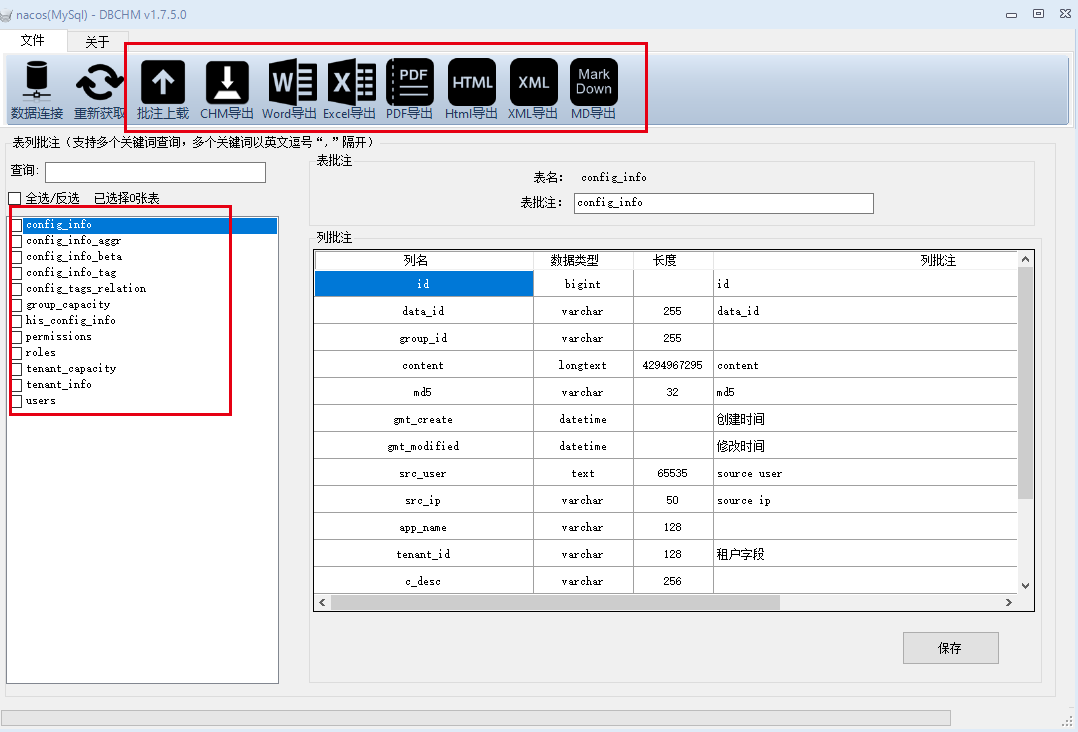 nacos(MySql) - DBCHM v1.7.5.0
文件 关于
数据连接 重新获取 批注上载 CHM导出 W Word导出 X Excel导出 PDF PDF导出 HTML Html导出 XML XML导出 Mark Down MD导出
表列批注（支持多个关键词查询，多个关键词以英文逗号“,”隔开）
查询:
全选/反选 已选择0张表
config_info
config_info_aggr
config_info_beta
config_info_tag
config_tags_relation
group_capacity
his_config_info
permissions
roles
tenant_capacity
tenant_info
users
表批注
表名: config_info
表批注: config_info
列批注
列名 数据类型 长度 列批注
id bigint id
data_id varchar 255 data_id
group_id varchar 255
content longtext 4294967295 content
md5 varchar 32 md5
gmt_create datetime 创建时间
gmt_modified datetime 修改时间
src_user text 65535 source user
src_ip varchar 50 source ip
app_name varchar 128
tenant_id varchar 128 租户字段
c_desc varchar 256
保存